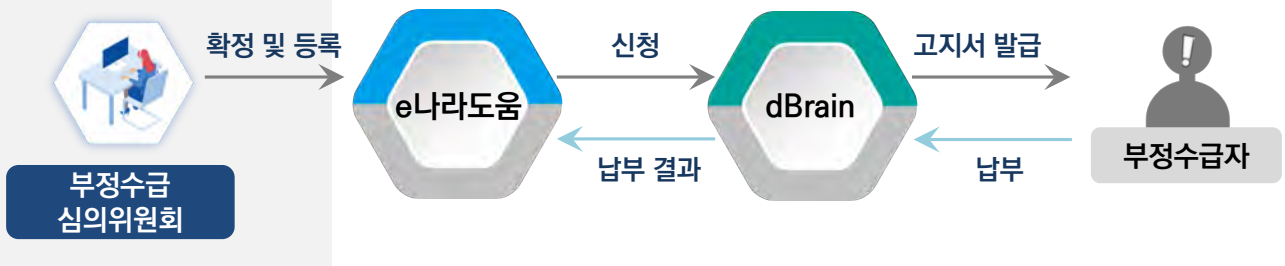 확정 및 등록
신청
고지서 발급
e나라도움
dBrain
부정수급자
납부 결과
납부
부정수급
심의위원회